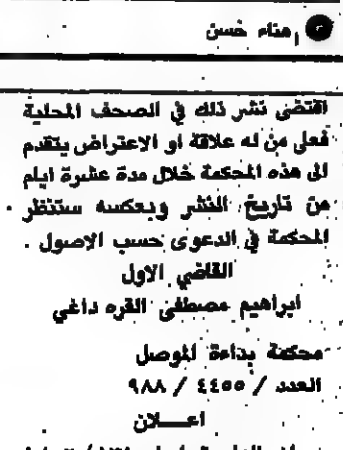 هناء حسن
اقتضى نشر ذلك في الصحف المحلية
فعلى من له علاقة او الاعتراض يتقدم
الى هذه المحكمة خلال مدة عشرة ايام
من تاريخ النشر وبعكسه ستنظر
المحكمة في الدعوى حسب الاصول .
القاضي الاول
ابراهيم مصطفى القره داغي
محكمة بداءة الموصل
العدد / ٤٤٥٥ / ٩٨٨
اعـــلان